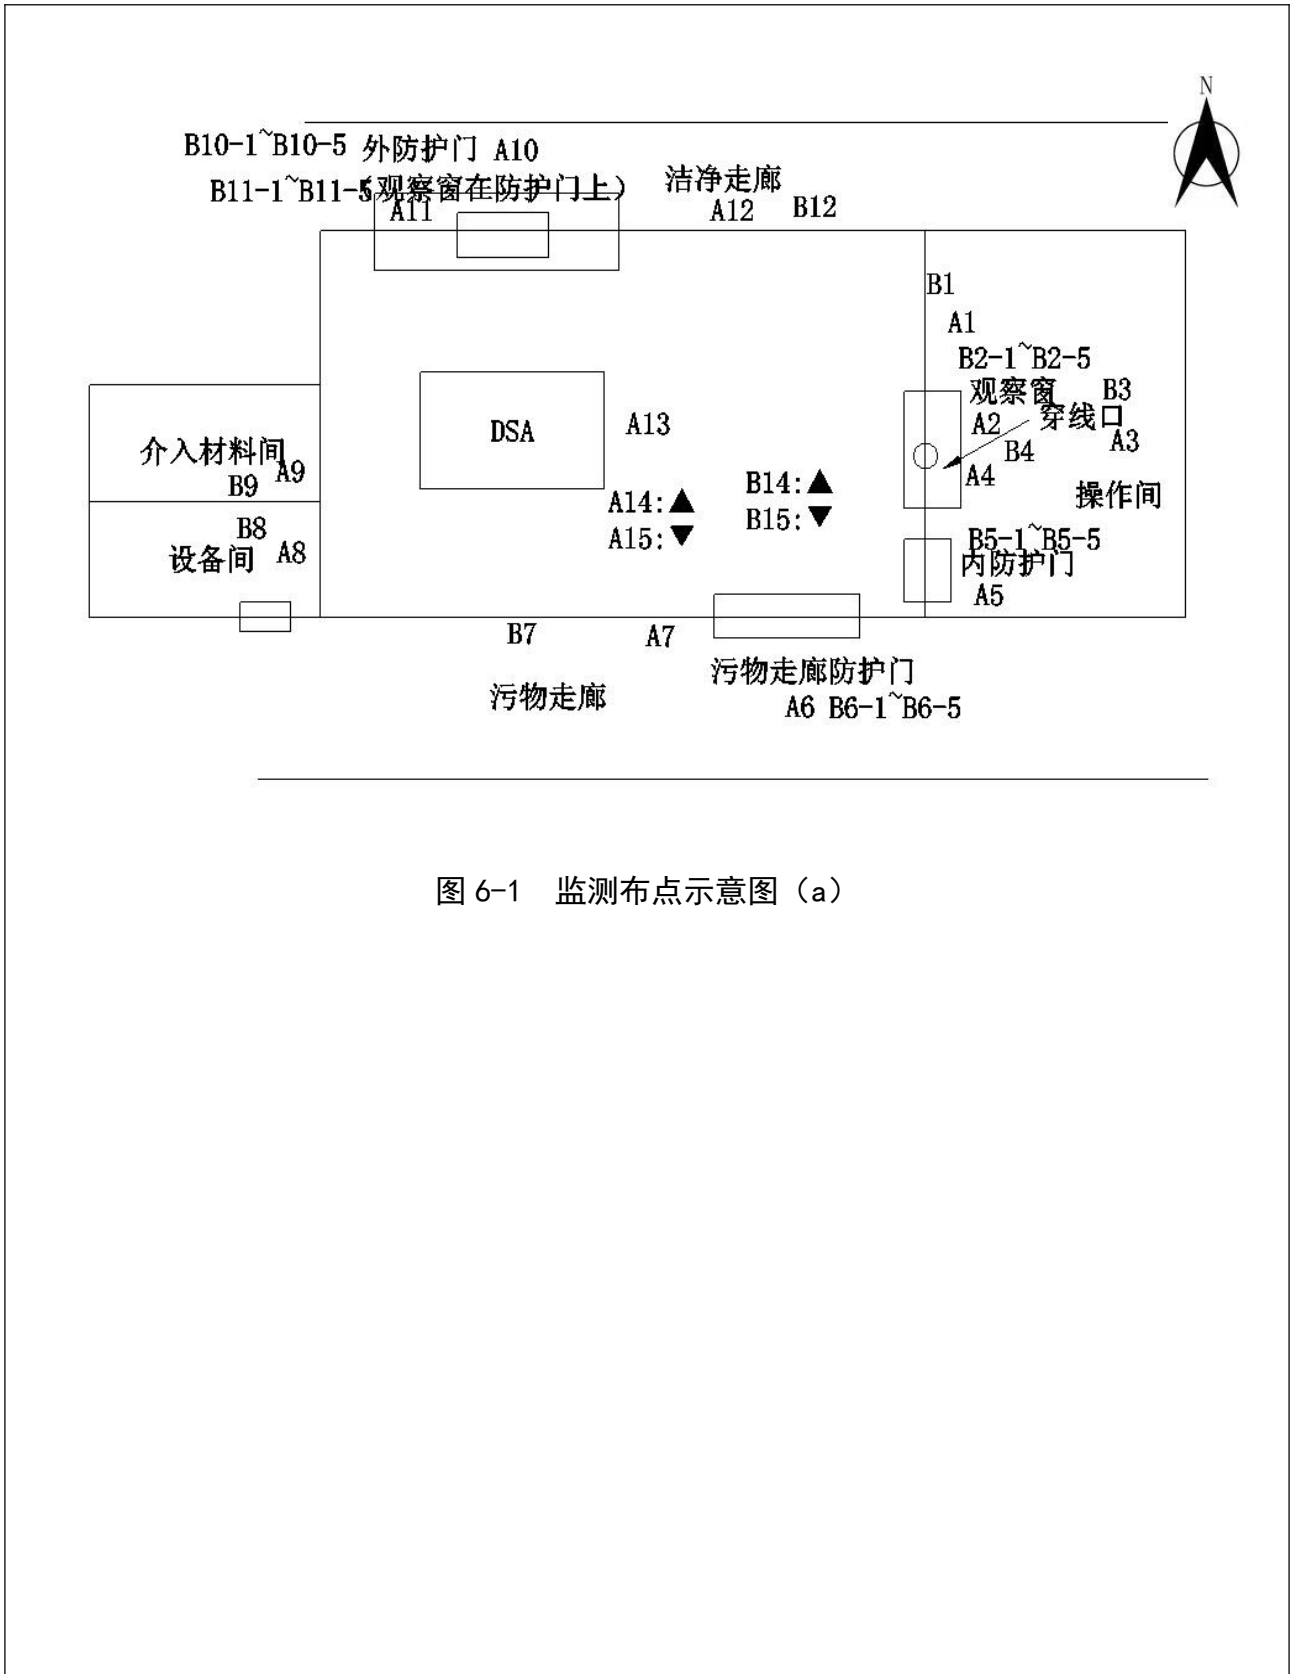 N
B10-1~B10-5 外防护门 A10
B11-1~B11-5(观察窗在防护门上)
洁净走廊
A11
A12 B12
B1
A1
B2-1~B2-5
观察窗
B3
穿线口
A2
A3
B4
A4
操作间
DSA
A13
介入材料间
A9
B9
A14:▲
B14:▲
A15:▼
B15:▼
B8
设备间 A8
B5-1~B5-5
内防护门
A5
B7
A7
污物走廊防护门
污物走廊
A6 B6-1~B6-5
图 6-1 监测布点示意图（a）